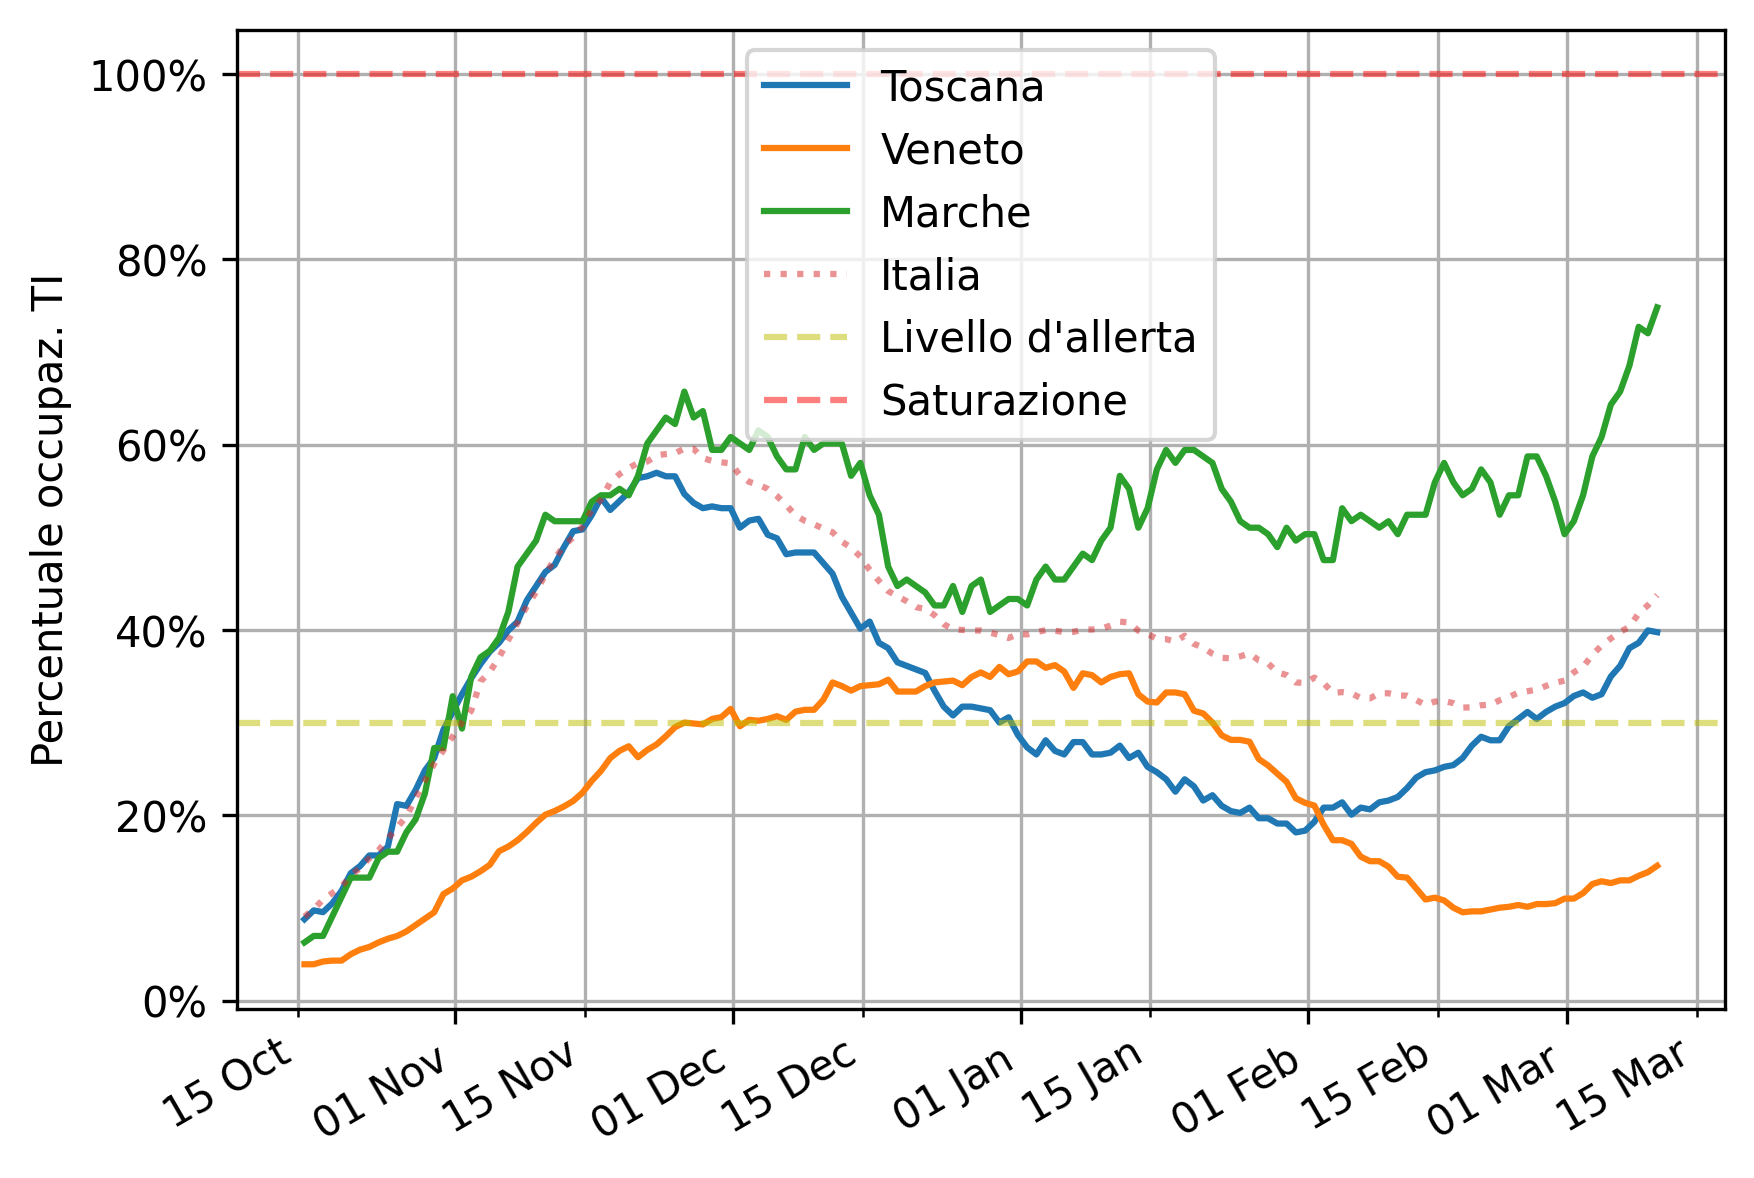 100%
80%
60%
40%
20%
0%
Percentuale occupaz. TI
Toscana
Veneto
Marche
Italia
Livello d'allerta
Saturazione
15 Oct
01 Nov
15 Nov
01 Dec
15 Dec
01 Jan
15 Jan
01 Feb
15 Feb
01 Mar
15 Mar